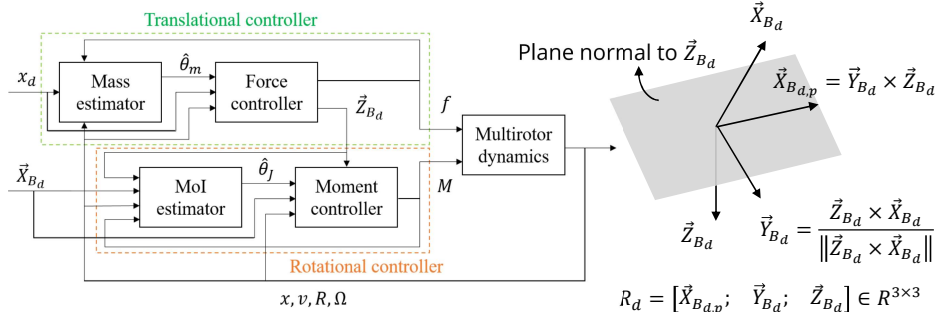 Translational controller
x_d
Mass estimator
θ̂_m
Force controller
Z⃗_{B_d}
f
Multirotor dynamics
X⃗_{B_d}
MoI estimator
θ̂_J
Moment controller
M
Rotational controller
x, v, R, Ω
X⃗_{B_d}
Plane normal to Z⃗_{B_d}
X⃗_{B_{d,p}} = Y⃗_{B_d} × Z⃗_{B_d}
Z⃗_{B_d}
Y⃗_{B_d} = (Z⃗_{B_d} × X⃗_{B_d}) / ‖Z⃗_{B_d} × X⃗_{B_d}‖
R_d = [X⃗_{B_{d,p}}; Y⃗_{B_d}; Z⃗_{B_d}] ∈ R^{3×3}